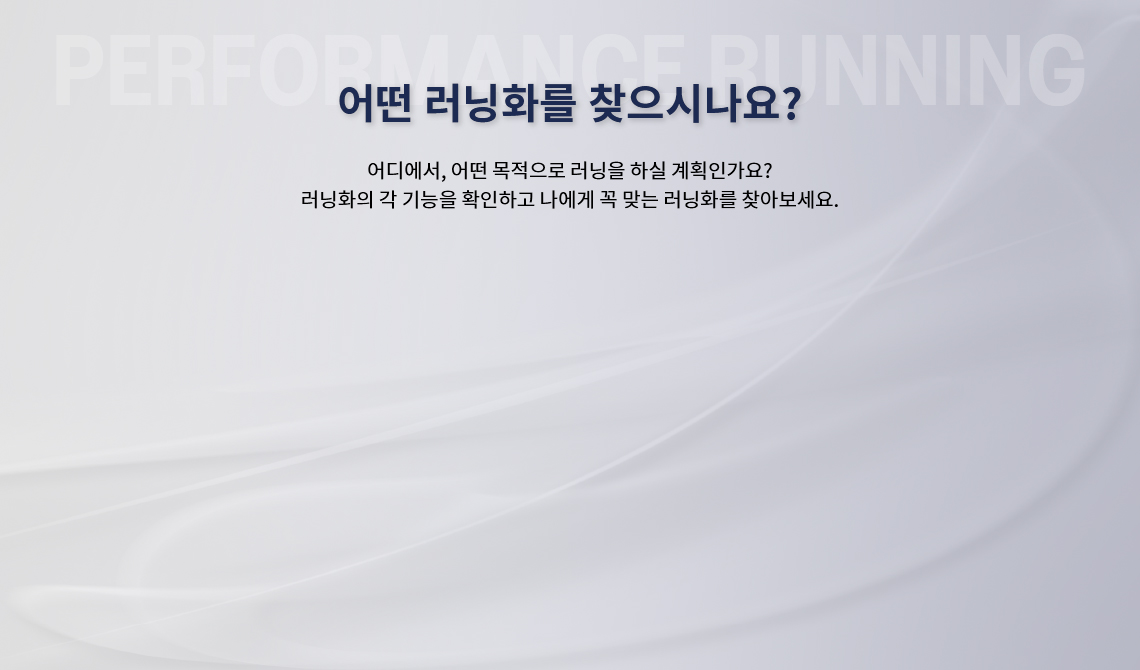 PERFORMANCE RUNNING
어떤 러닝화를 찾으시나요?
어디에서, 어떤 목적으로 러닝을 하실 계획인가요?
러닝화의 각 기능을 확인하고 나에게 꼭 맞는 러닝화를 찾아보세요.